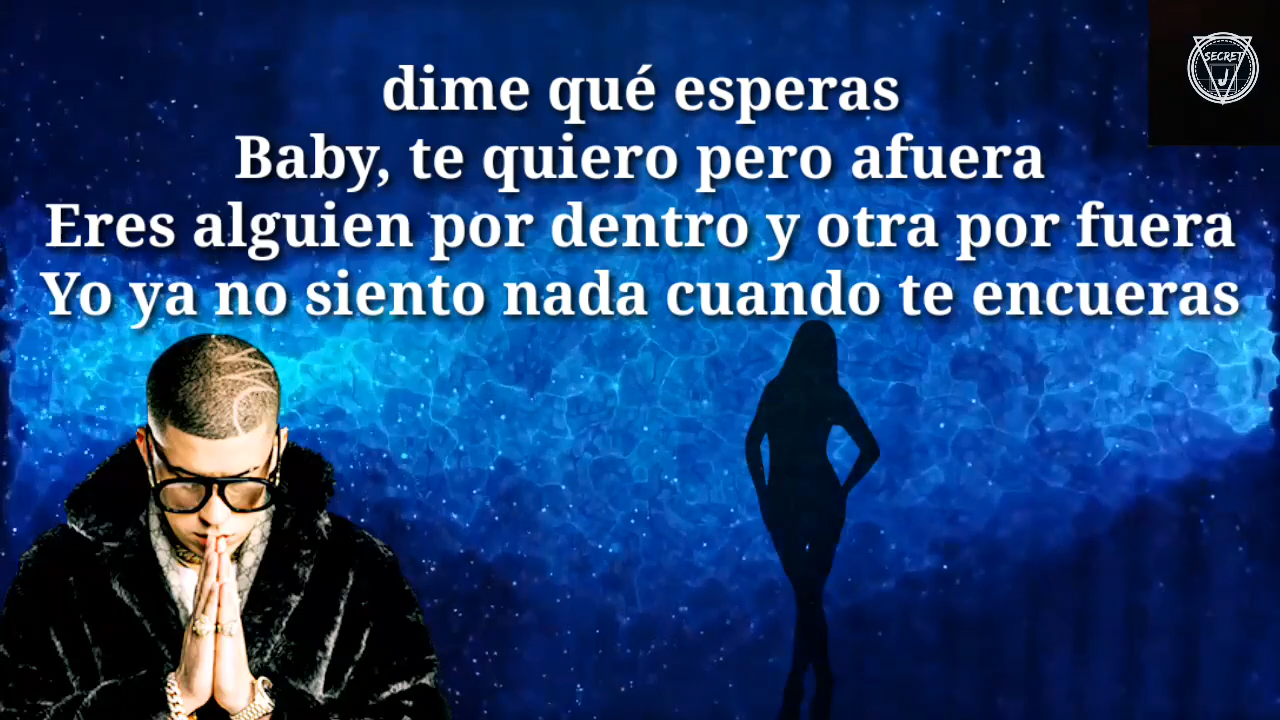 dime qué esperas
Baby, te quiero pero afuera
Eres alguien por dentro y otra por fuera
Yo ya no siento nada cuando te encueras
SECRET
J